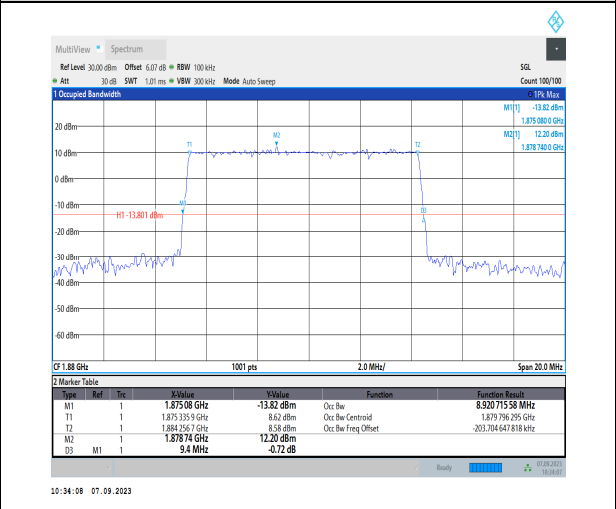 MultiView Spectrum
Ref Level 30.00 dBm Offset 6.07 dB RBW 100 kHz SGL
Att 30 dB SWT 1.01 ms VBW 300 kHz Mode Auto Sweep Count 100/100
1 Occupied Bandwidth 1Pk Max
M1[1] -13.82 dBm
1.875 080 0 GHz
M2[1] 12.20 dBm
1.878 740 0 GHz
20 dBm
M2
T1
T2
10 dBm
0 dBm
-10 dBm
M1
D3
H1 -13.801 dBm
-20 dBm
-30 dBm
-40 dBm
-50 dBm
-60 dBm
CF 1.88 GHz 1001 pts 2.0 MHz/ Span 20.0 MHz
2 Marker Table
Type Ref Trc X-Value Y-Value Function Function Result
M1 1 1.87508 GHz -13.82 dBm Occ Bw 8.920 715 58 MHz
T1 1 1.875 335 9 GHz 8.62 dBm Occ Bw Centroid 1.879 796 295 GHz
T2 1 1.884 256 7 GHz 8.58 dBm Occ Bw Freq Offset -203.704 647 818 kHz
M2 1 1.87874 GHz 12.20 dBm
D3 M1 1 9.4 MHz -0.72 dB
Ready 07.09.2023
10:34:07
10:34:08 07.09.2023